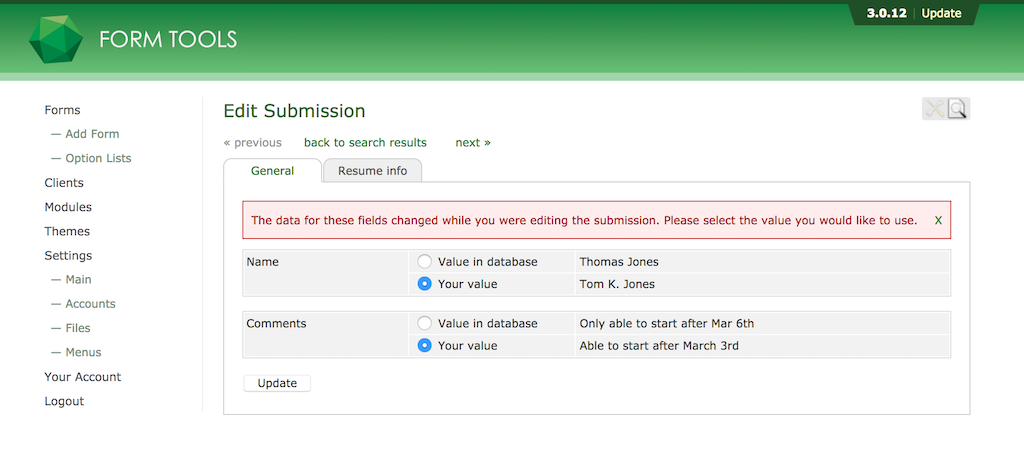 3.0.12 | Update
FORM TOOLS
Forms
— Add Form
— Option Lists
Clients
Modules
Themes
Settings
— Main
— Accounts
— Files
— Menus
Your Account
Logout
Edit Submission
« previous back to search results next »
General Resume info
The data for these fields changed while you were editing the submission. Please select the value you would like to use. X
Name Value in database Thomas Jones
Your value Tom K. Jones
Comments Value in database Only able to start after Mar 6th
Your value Able to start after March 3rd
Update